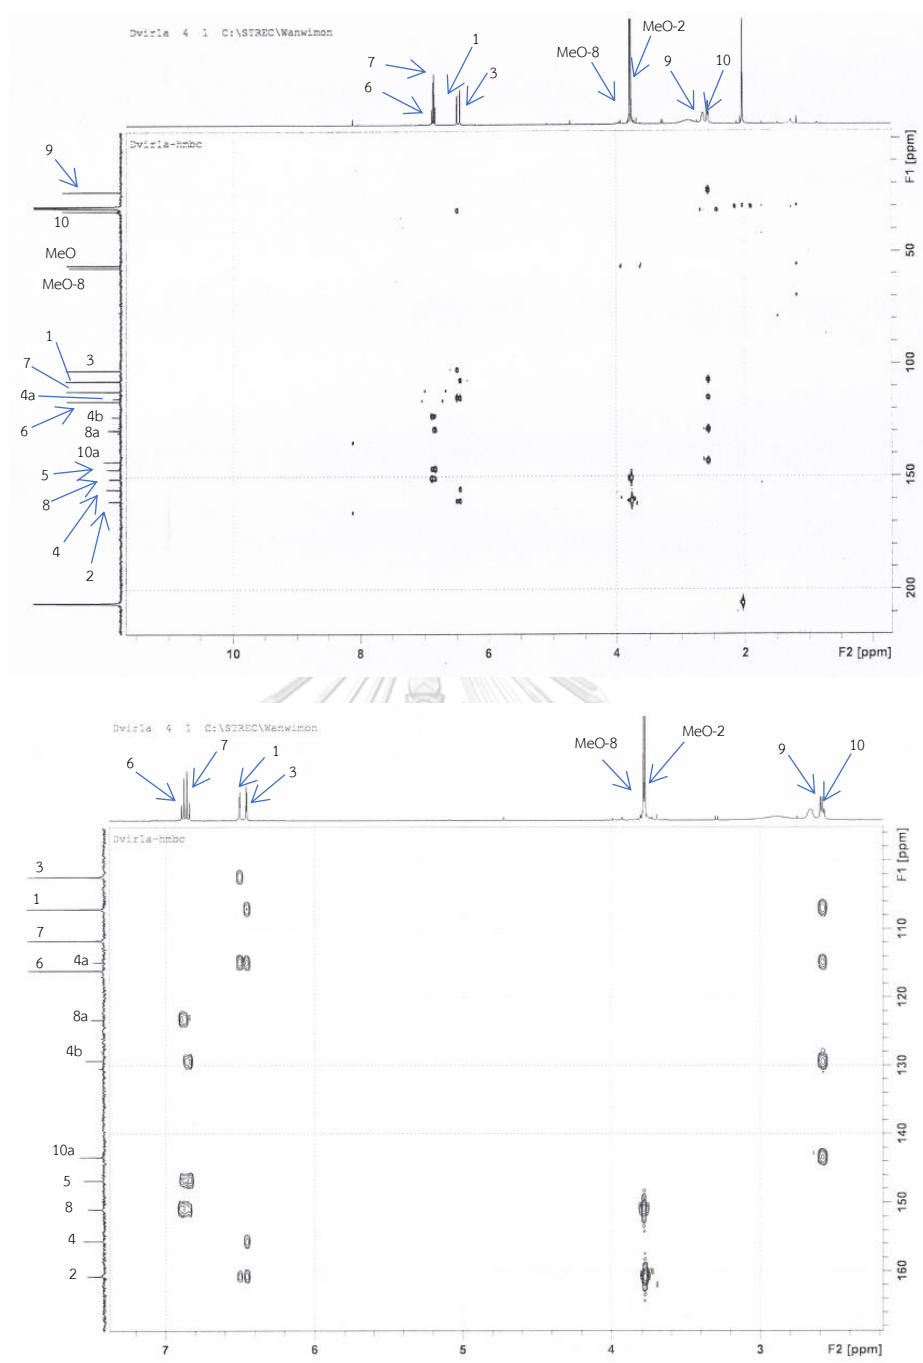 Dvirla 4 1 C:\STREC\Wanwimon
1
MeO-2
7
MeO-8
3
9
10
6
Dvirla-hmbc
9
10
MeO
MeO-8
1
3
7
4a
6
4b
8a
10a
5
8
4
2
F1 [ppm]
50
100
150
200
10
8
6
4
2
F2 [ppm]
Dvirla 4 1 C:\STREC\Wanwimon
6
7
1
3
MeO-8
MeO-2
9
10
Dvirla-hmbc
3
1
7
6
4a
8a
4b
10a
5
8
4
2
F1 [ppm]
110
120
130
140
150
160
7
6
5
4
3
F2 [ppm]